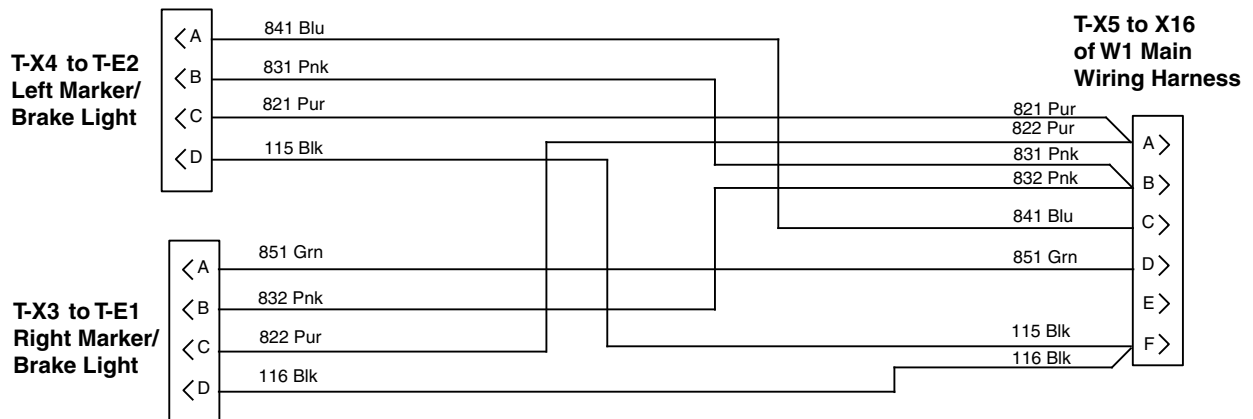 T-X4 to T-E2
Left Marker/
Brake Light
A
B
C
D
841 Blu
831 Pnk
821 Pur
115 Blk
T-X3 to T-E1
Right Marker/
Brake Light
A
B
C
D
851 Grn
832 Pnk
822 Pur
116 Blk
T-X5 to X16
of W1 Main
Wiring Harness
821 Pur
822 Pur
831 Pnk
832 Pnk
841 Blu
851 Grn
115 Blk
116 Blk
A
B
C
D
E
F